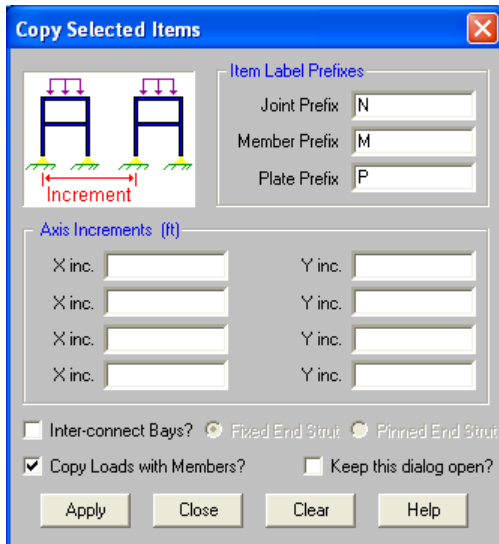 Copy Selected Items
Item Label Prefixes
Joint Prefix N
Member Prefix M
Plate Prefix P
Increment
Axis Increments (ft)
X inc. Y inc.
X inc. Y inc.
X inc. Y inc.
X inc. Y inc.
Inter-connect Bays? Fixed End Strut Pinned End Strut
Copy Loads with Members? Keep this dialog open?
Apply Close Clear Help